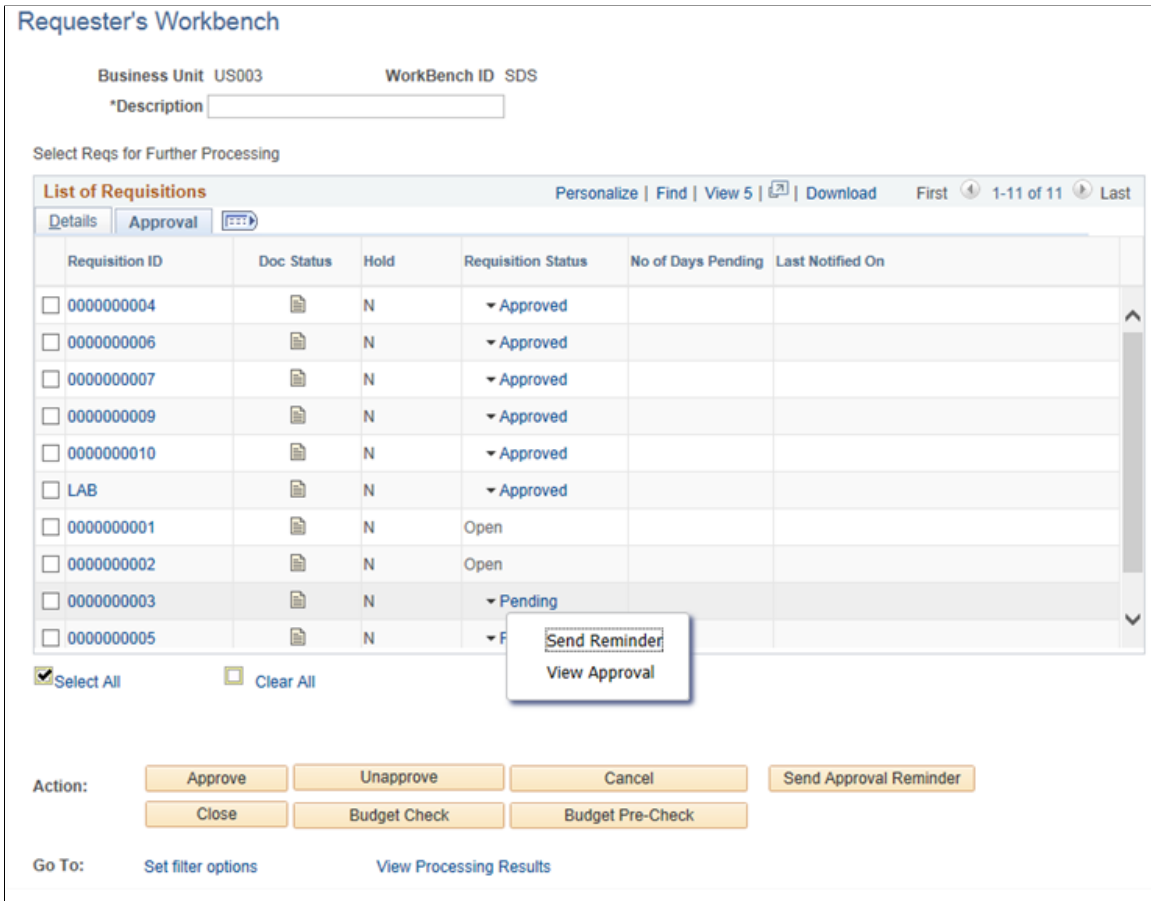 Requester's Workbench
Business Unit US003 WorkBench ID SDS
*Description
Select Reqs for Further Processing
List of Requisitions Personalize | Find | View 5 | | Download First 1-11 of 11 Last
Details Approval
Requisition ID Doc Status Hold Requisition Status No of Days Pending Last Notified On
0000000004 N Approved
0000000006 N Approved
0000000007 N Approved
0000000009 N Approved
0000000010 N Approved
LAB N Approved
0000000001 N Open
0000000002 N Open
0000000003 N Pending
0000000005 N
Send Reminder
View Approval
Select All Clear All
Action: Approve Unapprove Cancel Send Approval Reminder
Close Budget Check Budget Pre-Check
Go To: Set filter options View Processing Results